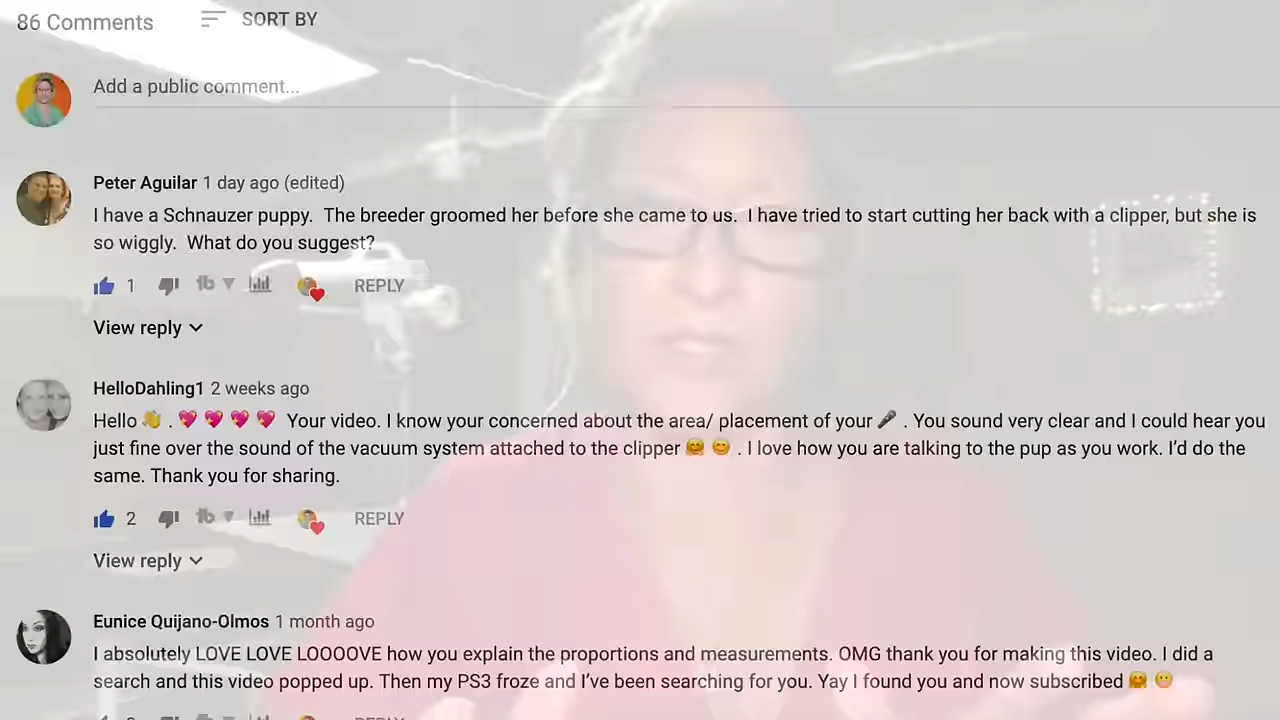 86 Comments SORT BY
Add a public comment...
Peter Aguilar 1 day ago (edited)
I have a Schnauzer puppy.  The breeder groomed her before she came to us.  I have tried to start cutting her back with a clipper, but she is
so wiggly.  What do you suggest?
1 REPLY
View reply
HelloDahling1 2 weeks ago
Hello 👋 . 💖 💖 💖 💖  Your video. I know your concerned about the area/ placement of your 🎤 . You sound very clear and I could hear you
just fine over the sound of the vacuum system attached to the clipper 🤗 😊 . I love how you are talking to the pup as you work. I’d do the
same. Thank you for sharing.
2 REPLY
View reply
Eunice Quijano-Olmos 1 month ago
I absolutely LOVE LOVE LOOOOVE how you explain the proportions and measurements. OMG thank you for making this video. I did a
search and this video popped up. Then my PS3 froze and I’ve been searching for you. Yay I found you and now subscribed